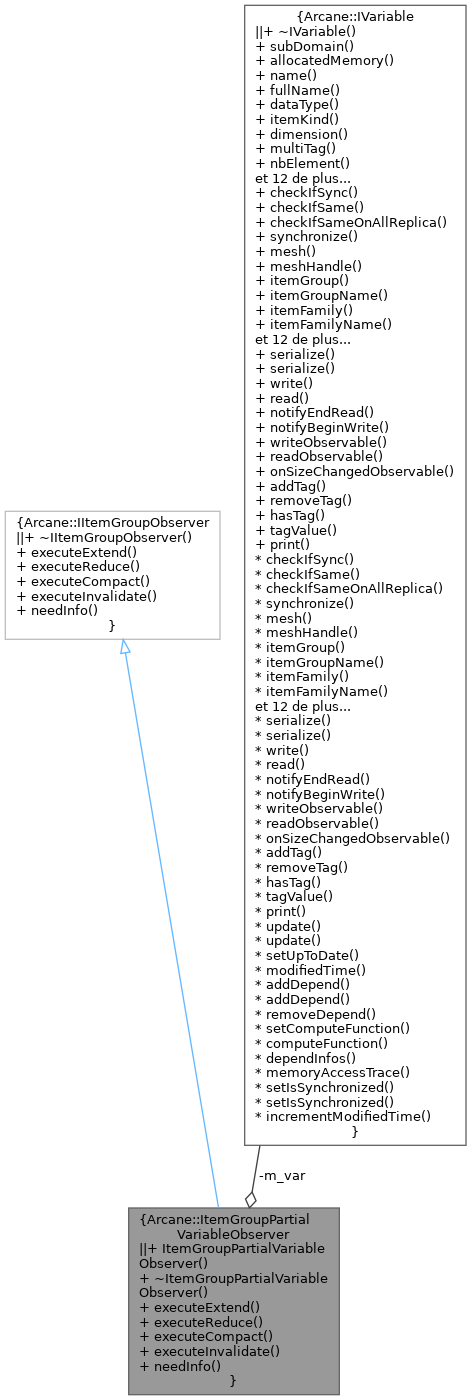 {Arcane::IVariable
||+ ~IVariable()
+ subDomain()
+ allocatedMemory()
+ name()
+ fullName()
+ dataType()
+ itemKind()
+ dimension()
+ multiTag()
+ nbElement()
et 12 de plus...
+ checkIfSync()
+ checkIfSame()
+ checkIfSameOnAllReplica()
+ synchronize()
+ mesh()
+ meshHandle()
+ itemGroup()
+ itemGroupName()
+ itemFamily()
+ itemFamilyName()
et 12 de plus...
+ serialize()
+ serialize()
+ write()
+ read()
+ notifyEndRead()
+ notifyBeginWrite()
+ writeObservable()
+ readObservable()
+ onSizeChangedObservable()
+ addTag()
+ removeTag()
+ hasTag()
+ tagValue()
+ print()
* checkIfSync()
* checkIfSame()
* checkIfSameOnAllReplica()
* synchronize()
* mesh()
* meshHandle()
* itemGroup()
* itemGroupName()
* itemFamily()
* itemFamilyName()
et 12 de plus...
* serialize()
* serialize()
* write()
* read()
* notifyEndRead()
* notifyBeginWrite()
* writeObservable()
* readObservable()
* onSizeChangedObservable()
* addTag()
* removeTag()
* hasTag()
* tagValue()
* print()
* update()
* update()
* setUpToDate()
* modifiedTime()
* addDepend()
* addDepend()
* removeDepend()
* setComputeFunction()
* computeFunction()
* dependInfos()
* memoryAccessTrace()
* setIsSynchronized()
* setIsSynchronized()
* incrementModifiedTime()
}
{Arcane::IItemGroupObserver
||+ ~IItemGroupObserver()
+ executeExtend()
+ executeReduce()
+ executeCompact()
+ executeInvalidate()
+ needInfo()
}
-m_var
{Arcane::ItemGroupPartial
VariableObserver
||+ ItemGroupPartialVariable
Observer()
+ ~ItemGroupPartialVariable
Observer()
+ executeExtend()
+ executeReduce()
+ executeCompact()
+ executeInvalidate()
+ needInfo()
}